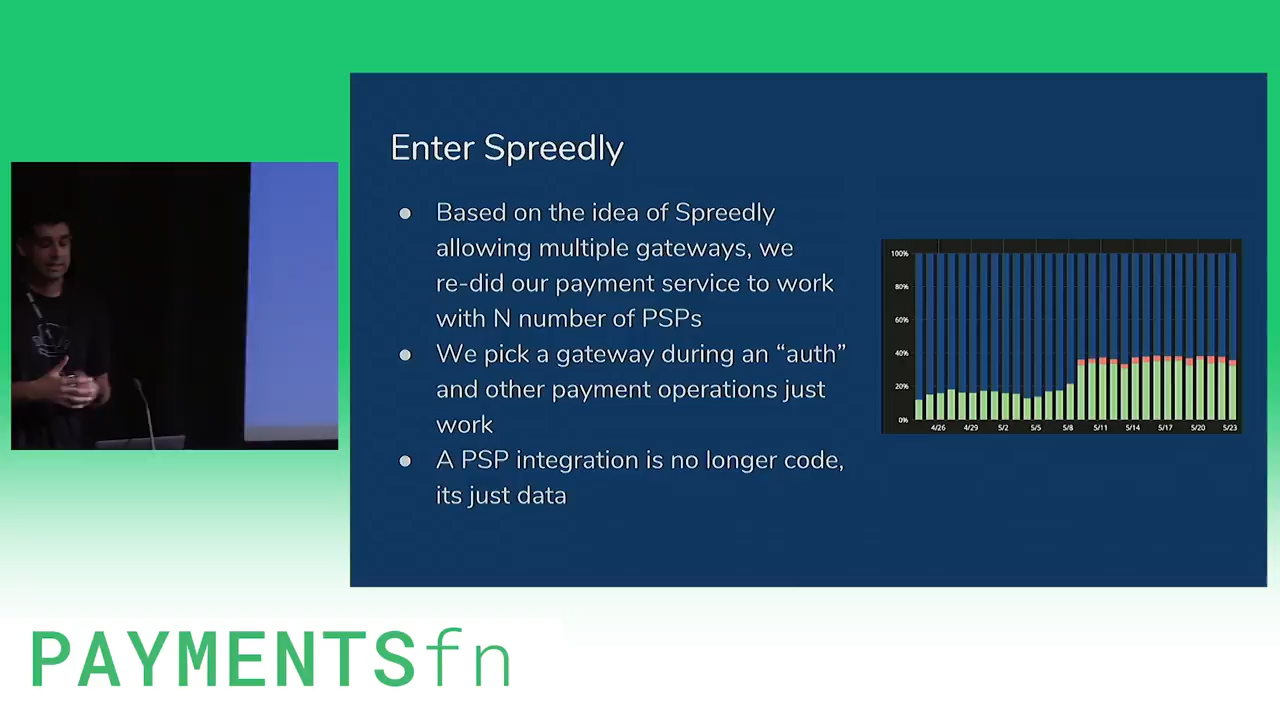 Enter Spreedly
● Based on the idea of Spreedly
allowing multiple gateways, we
re-did our payment service to work
with N number of PSPs
● We pick a gateway during an “auth”
and other payment operations just
work
● A PSP integration is no longer code,
its just data
100%
80%
60%
40%
20%
0%
4/26 4/29 5/2 5/5 5/8 5/11 5/14 5/17 5/20 5/23
PAYMENTSfn